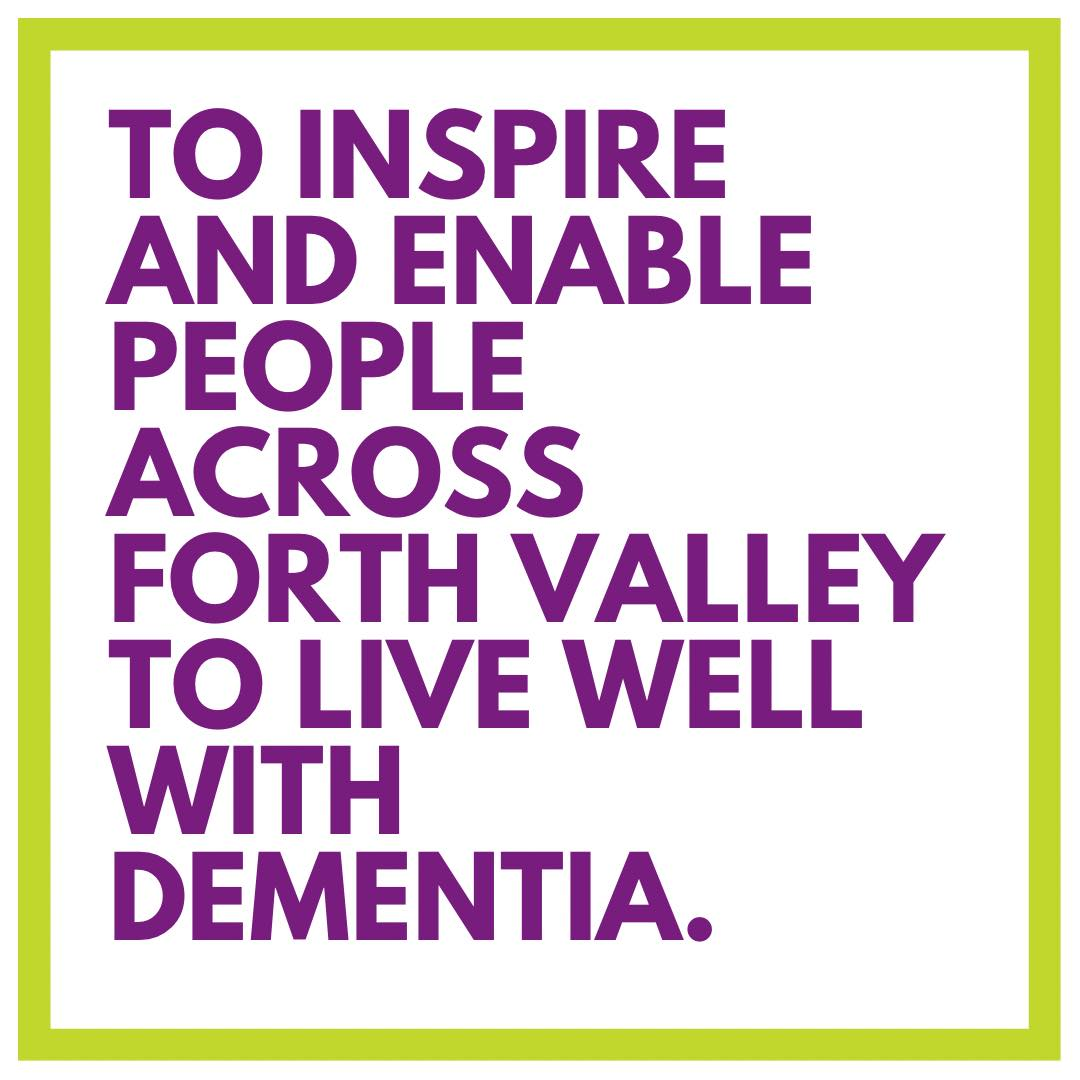 TO INSPIRE
AND ENABLE
PEOPLE
ACROSS
FORTH VALLEY
TO LIVE WELL
WITH
DEMENTIA.